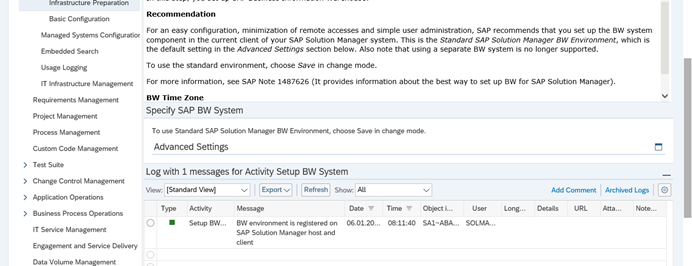 Infrastructure Preparation
Basic Configuration
Managed Systems Configuration
Embedded Search
Usage Logging
IT Infrastructure Management
Requirements Management
Project Management
Process Management
Custom Code Management
Test Suite
Change Control Management
Application Operations
Business Process Operations
IT Service Management
Engagement and Service Delivery
Data Volume Management
Recommendation
For an easy configuration, minimization of remote accesses and simple user administration, SAP recommends that you set up the BW system
component in the current client of your SAP Solution Manager system. This is the Standard SAP Solution Manager BW Environment, which is
the default setting in the Advanced Settings section below. Also note that using a separate BW system is no longer supported.
To use the standard environment, choose Save in change mode.
For more information, see SAP Note 1487626 (It provides information about the best way to set up BW for SAP Solution Manager).
BW Time Zone
Specify SAP BW System
To use Standard SAP Solution Manager BW Environment, choose Save in change mode.
Advanced Settings
Log with 1 messages for Activity Setup BW System
View: [Standard View] Export Refresh Show: All Add Comment Archived Logs
Type Activity Message Date Time Object i... User Long... Details URL Atta... Note...
Setup BW... BW environment is registered on 06.01.20... 08:11:40 SA1~ABA... SOLMA...
SAP Solution Manager host and
client